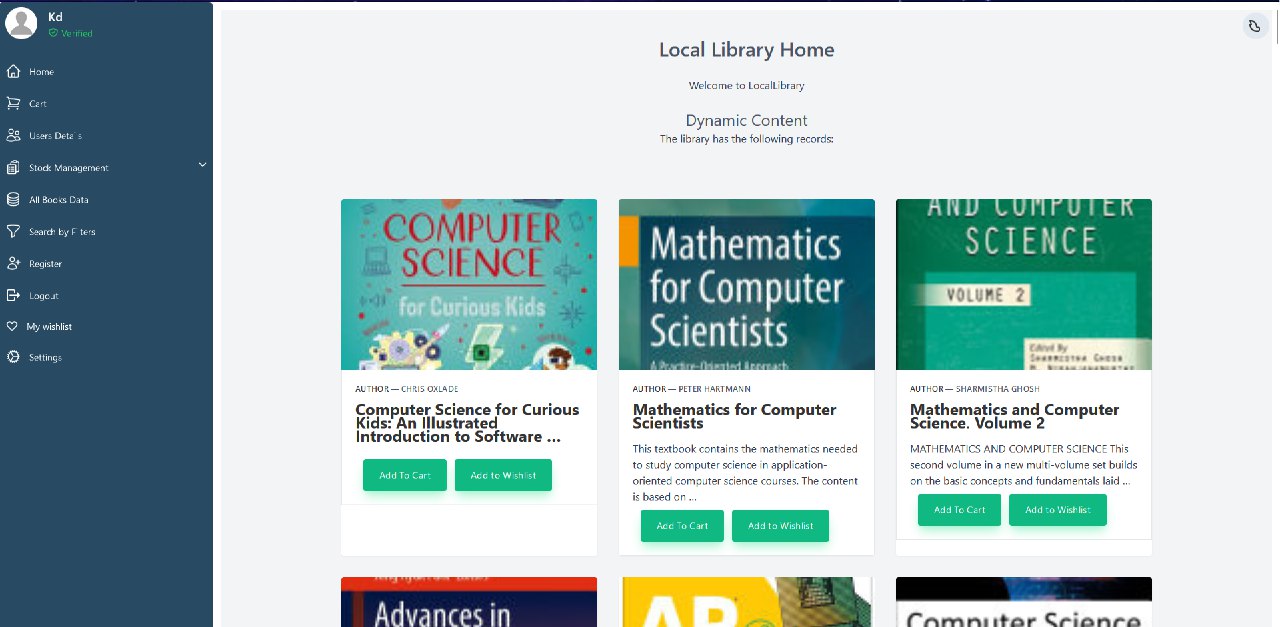 Kd
Verified
Home
Cart
Users Details
Stock Management
All Books Data
Search by Filters
Register
Logout
My wishlist
Settings
Local Library Home
Welcome to LocalLibrary
Dynamic Content
The library has the following records:
COMPUTER
SCIENCE
for Curious Kids
AUTHOR — CHRIS OXLADE
Computer Science for Curious
Kids: An Illustrated
Introduction to Software ...
Add To Cart
Add to Wishlist
Mathematics
for Computer
Scientists
A Practice-Oriented Approach
AUTHOR — PETER HARTMANN
Mathematics for Computer
Scientists
This textbook contains the mathematics needed
to study computer science in application-
oriented computer science courses. The content
is based on ...
Add To Cart
Add to Wishlist
AND COMPUTER
SCIENCE
VOLUME 2
Edited By
SHARMISTHA GHOSH
AUTHOR — SHARMISTHA GHOSH
Mathematics and Computer
Science. Volume 2
MATHEMATICS AND COMPUTER SCIENCE This
second volume in a new multi-volume set builds
on the basic concepts and fundamentals laid ...
Add To Cart
Add to Wishlist
Advances in
AP
Computer Science